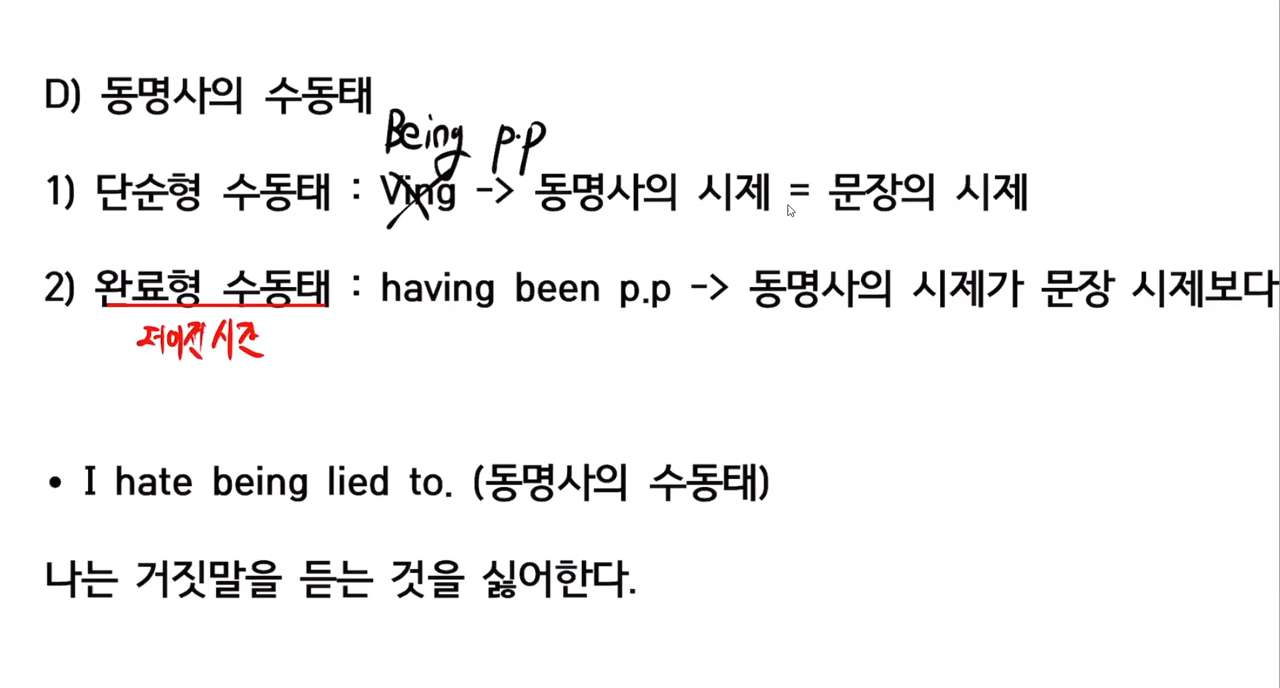 D) 동명사의 수동태
Being p.p
1) 단순형 수동태 : Ving -> 동명사의 시제 = 문장의 시제
2) 완료형 수동태 : having been p.p -> 동명사의 시제가 문장 시제보다
더 이전 시간
• I hate being lied to. (동명사의 수동태)
나는 거짓말을 듣는 것을 싫어한다.